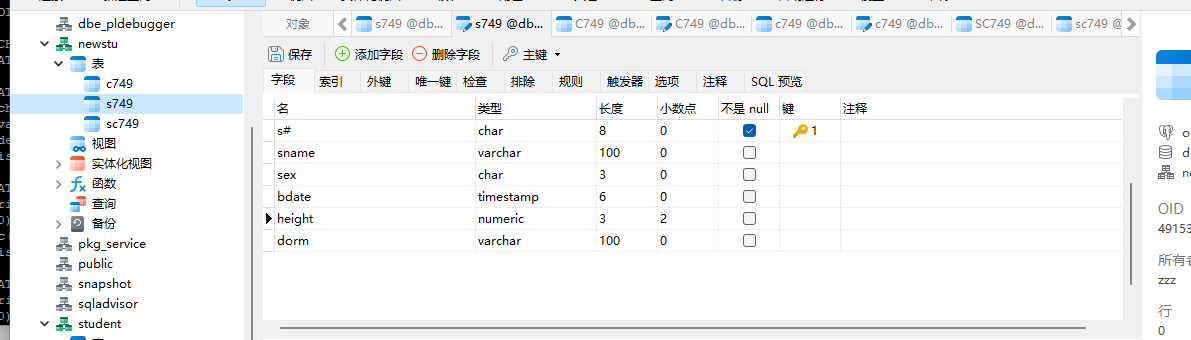 对象
s749 @db...
s749 @db...
C749 @db...
C749 @db...
c749 @db...
c749 @db...
SC749 @d...
sc749 @
dbe_pldebugger
newstu
表
c749
s749
sc749
视图
实体化视图
函数
查询
备份
pkg_service
public
snapshot
sqladvisor
student
保存 添加字段 删除字段 主键
字段 索引 外键 唯一键 检查 排除 规则 触发器 选项 注释 SQL 预览
名 类型 长度 小数点 不是 null 键 注释
s# char 8 0 1
sname varchar 100 0
sex char 3 0
bdate timestamp 6 0
height numeric 3 2
dorm varchar 100 0
o
d
ne
OID
49153
所有者
zzz
行
0